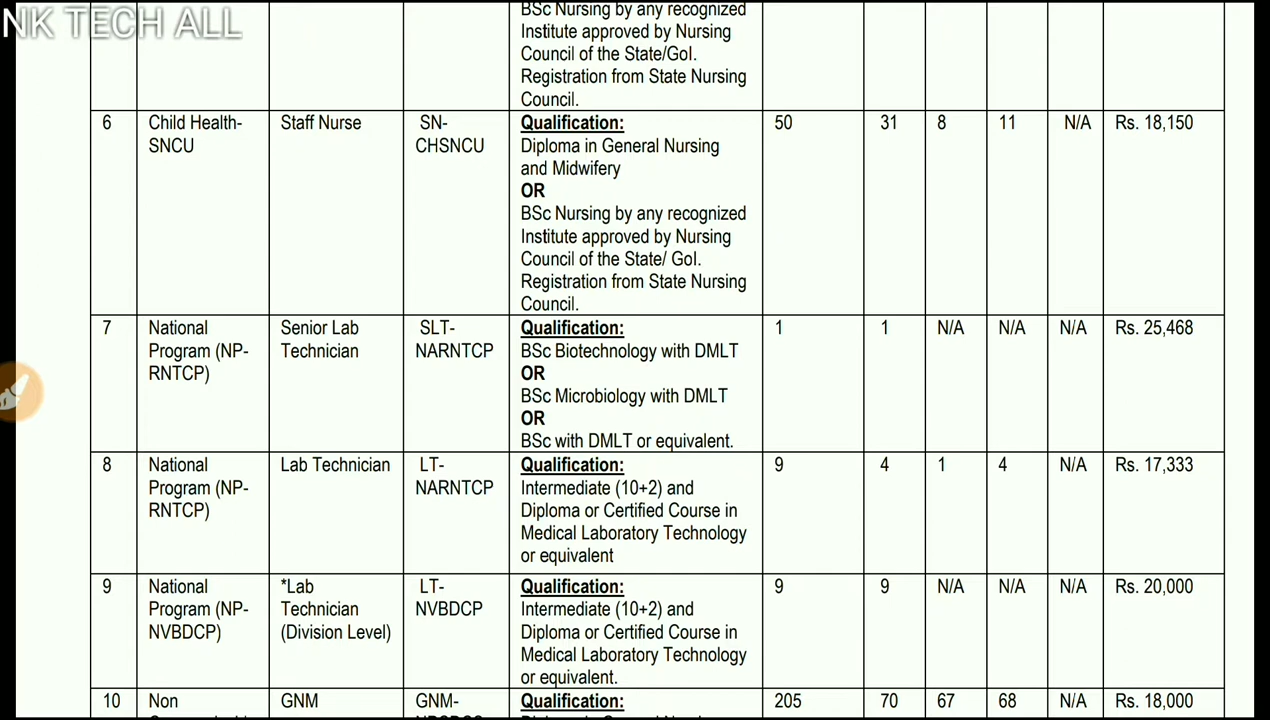 NK TECH ALL
BSc Nursing by any recognized
Institute approved by Nursing
Council of the State/GoI.
Registration from State Nursing
Council.
6
Child Health-
SNCU
Staff Nurse
SN-
CHSNCU
Qualification:
Diploma in General Nursing
and Midwifery
OR
BSc Nursing by any recognized
Institute approved by Nursing
Council of the State/ GoI.
Registration from State Nursing
Council.
50
31
8
11
N/A
Rs. 18,150
7
National
Program (NP-
RNTCP)
Senior Lab
Technician
SLT-
NARNTCP
Qualification:
BSc Biotechnology with DMLT
OR
BSc Microbiology with DMLT
OR
BSc with DMLT or equivalent.
1
1
N/A
N/A
N/A
Rs. 25,468
8
National
Program (NP-
RNTCP)
Lab Technician
LT-
NARNTCP
Qualification:
Intermediate (10+2) and
Diploma or Certified Course in
Medical Laboratory Technology
or equivalent
9
4
1
4
N/A
Rs. 17,333
9
National
Program (NP-
NVBDCP)
*Lab
Technician
(Division Level)
LT-
NVBDCP
Qualification:
Intermediate (10+2) and
Diploma or Certified Course in
Medical Laboratory Technology
or equivalent.
9
9
N/A
N/A
N/A
Rs. 20,000
10
Non
GNM
GNM-
Qualification:
205
70
67
68
N/A
Rs. 18,000